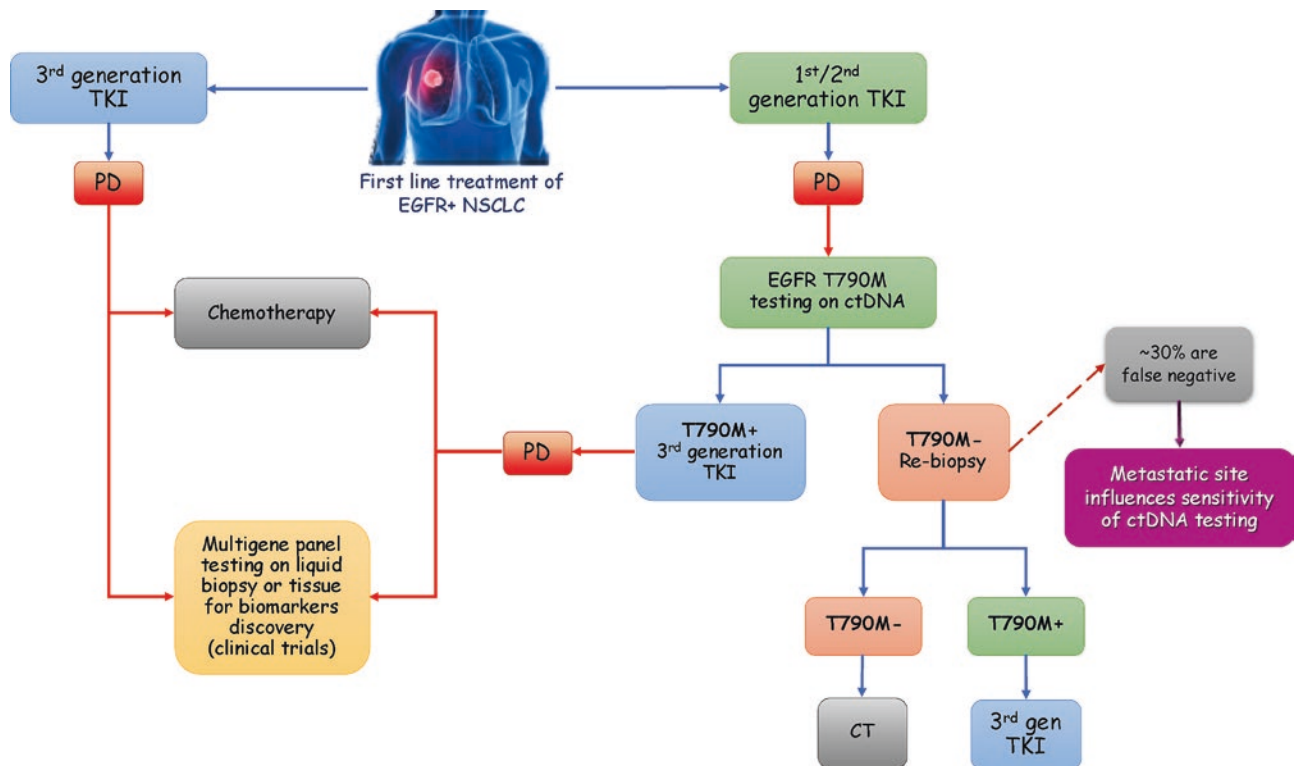 3rd generation
TKI
First line treatment of
EGFR+ NSCLC
1st/2nd
generation TKI
PD
PD
EGFR T790M
testing on ctDNA
Chemotherapy
~30% are
false negative
T790M+
3rd generation
TKI
T790M-
Re-biopsy
PD
Metastatic site
influences sensitivity
of ctDNA testing
Multigene panel
testing on liquid
biopsy or tissue
for biomarkers
discovery
(clinical trials)
T790M-
T790M+
CT
3rd gen
TKI